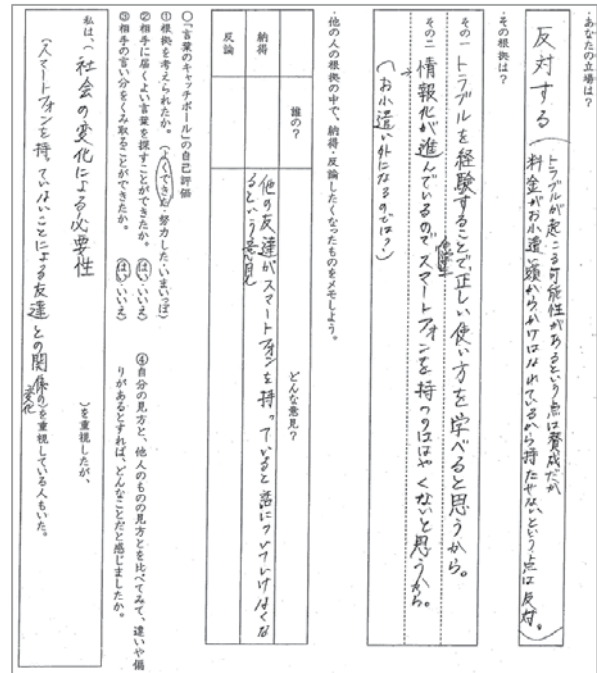 ・あなたの立場は?
反対する(トラブルが起こる可能性があるという点は賛成だが
料金がお小遣い額からかけはなれているから持たせないという点は反対。)
・その根拠は?
その一 トラブルを経験することで、正しい使い方を学べると思うから。
その二 情報化が進んでいるので スマートフォンを持つのははやくないと思うから。
(お小遣い外になるのでは?)
・他の人の根拠の中で、納得・反論したくなったものをメモしよう。
誰の?
どんな意見?
納得
他の友達がスマートフォンを持っていると話についていけなくな
るという意見
反論
○「言葉のキャッチボール」の自己評価
①根拠を考えられたか。(よくできた・努力した・いまいっぽ)
②相手に届くよい言葉を探すことができたか。(はい・いいえ)
③相手の言い分をくみ取ることができたか。(はい・いいえ)
④自分の見方と、他人のものの見方とを比べてみて、違いや偏
りがあるとすれば、どんなことだと感じましたか。
私は、(社会の変化による必要性)を重視したが、
(スマートフォンを持っていないことによる友達との関係の変化)を重視している人もいた。